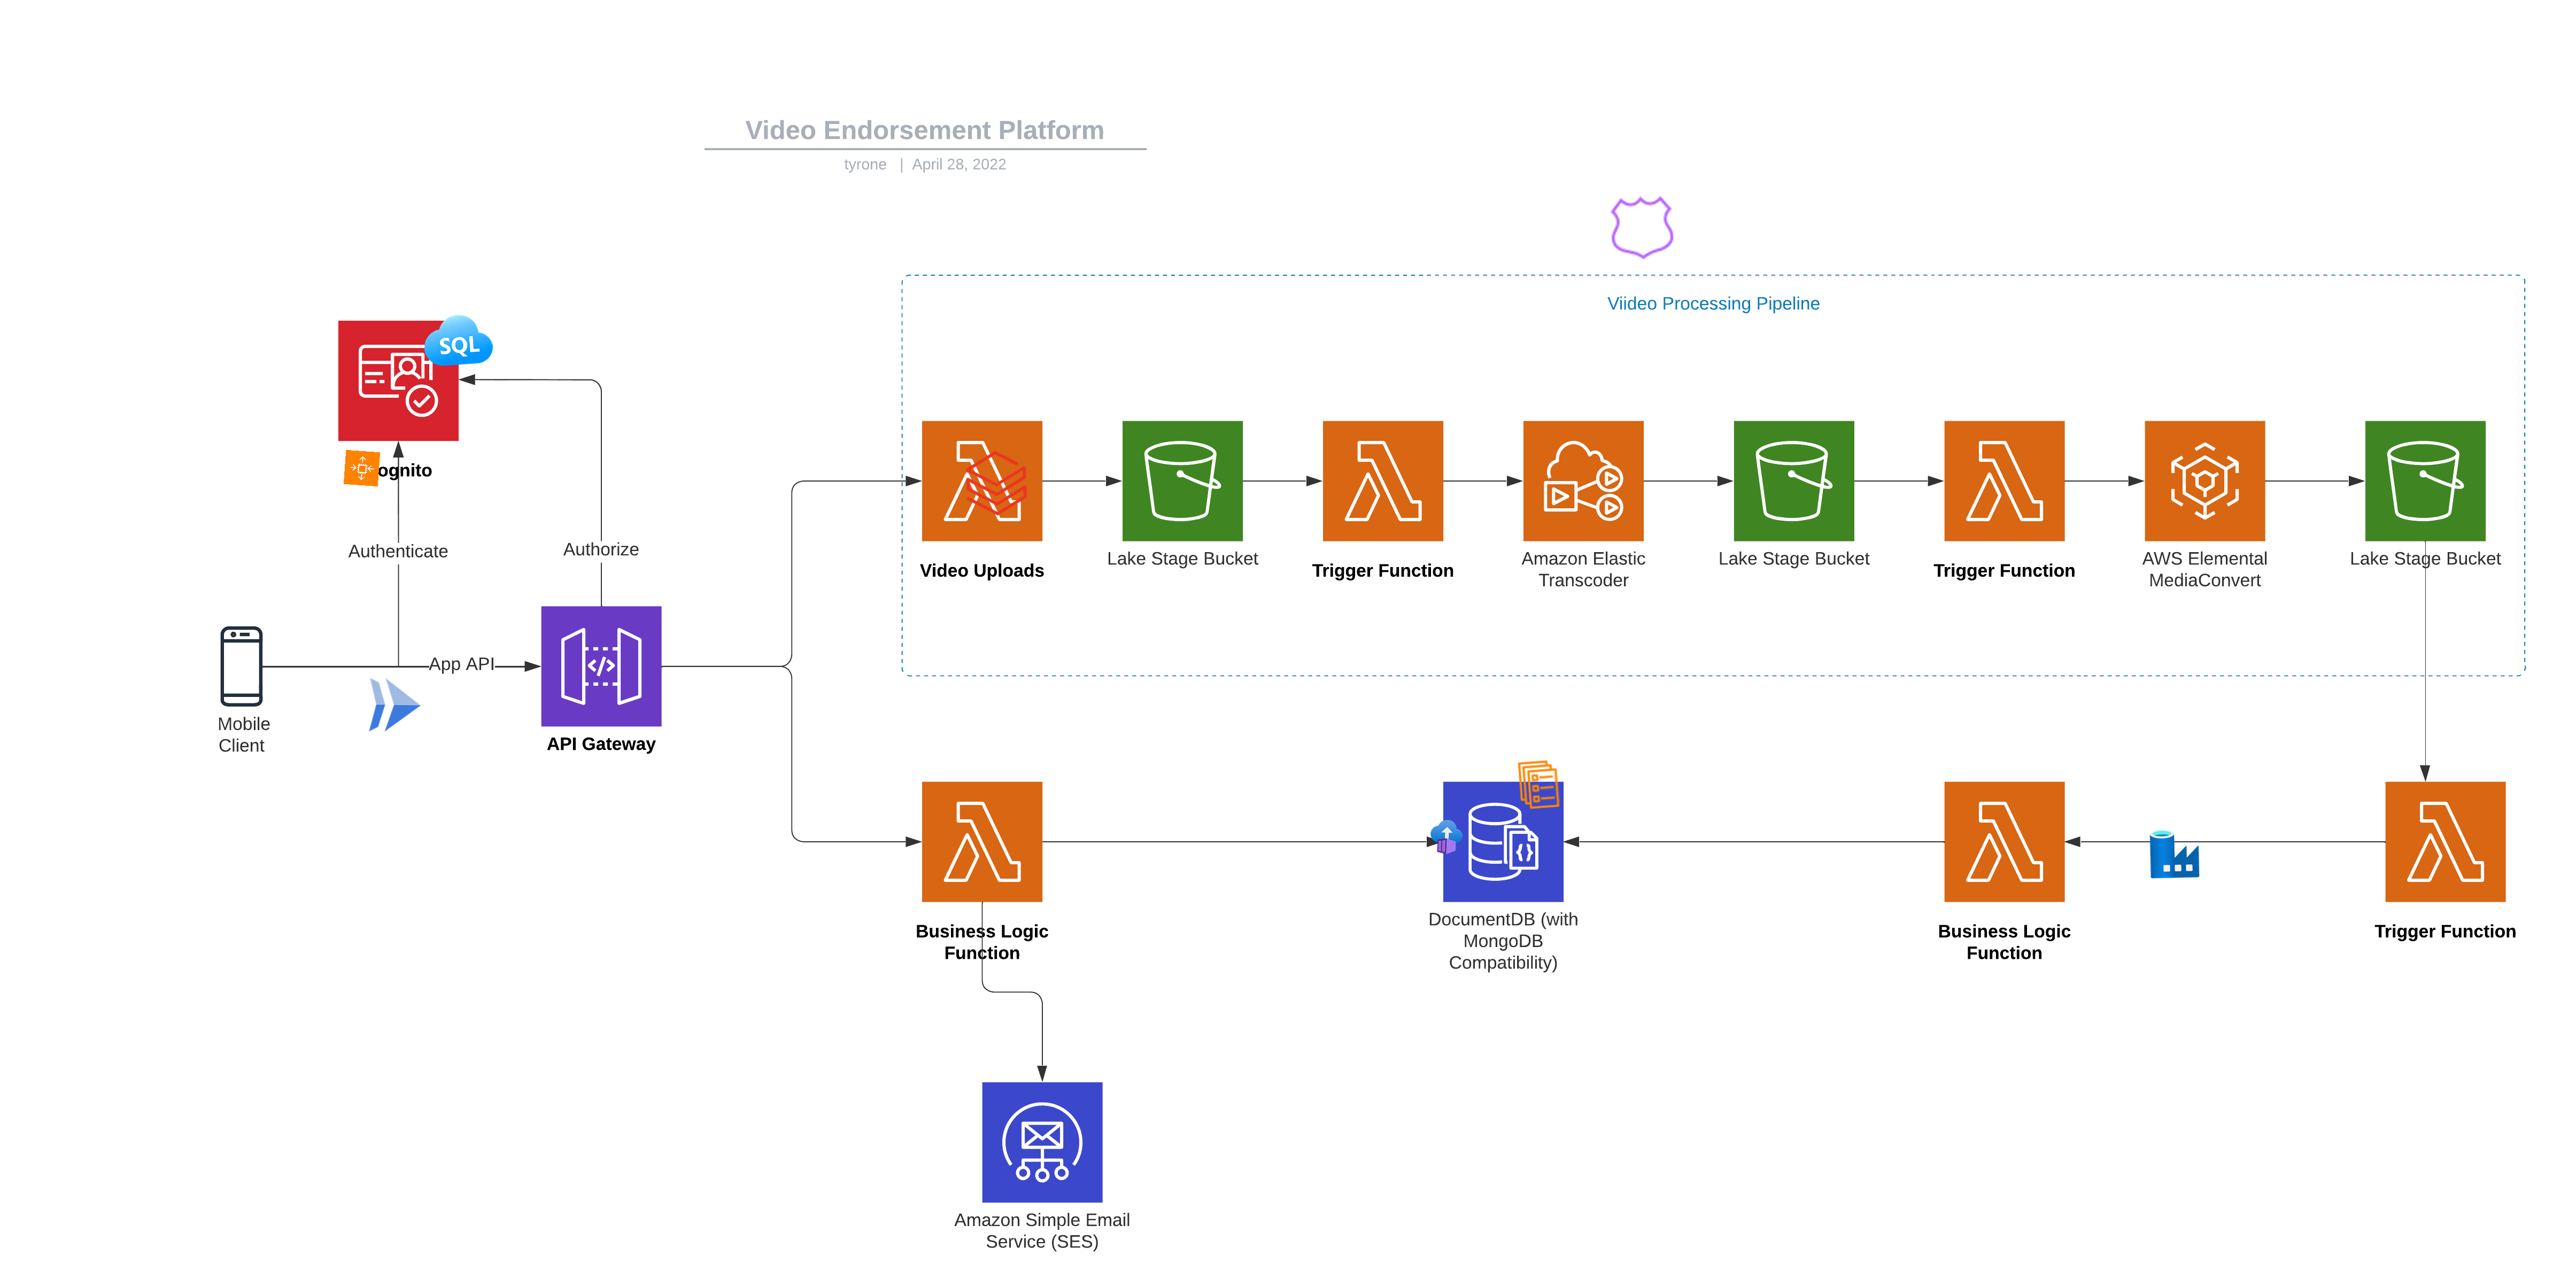 Video Endorsement Platform
tyrone | April 28, 2022
Viideo Processing Pipeline
SQL
ognito
Authenticate
Authorize
Video Uploads
Lake Stage Bucket
Trigger Function
Amazon Elastic
Transcoder
Lake Stage Bucket
Trigger Function
AWS Elemental
MediaConvert
Lake Stage Bucket
App API
Mobile
Client
API Gateway
Business Logic
Function
DocumentDB (with
MongoDB
Compatibility)
Business Logic
Function
Trigger Function
Amazon Simple Email
Service (SES)